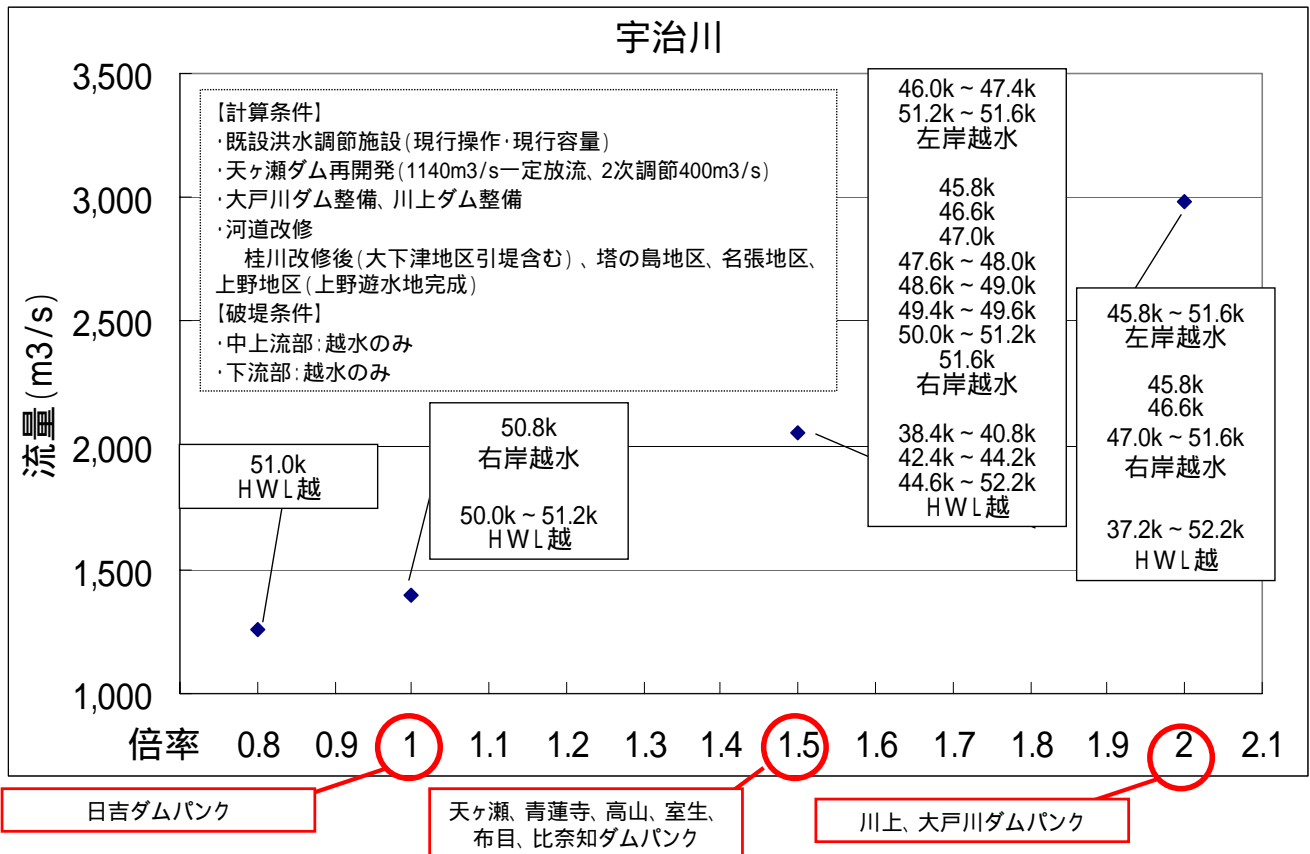 宇治川
流量(m3/s)
3,500
3,000
2,500
2,000
1,500
1,000
【計算条件】
･既設洪水調節施設(現行操作･現行容量)
･天ヶ瀬ダム再開発(1140m3/s一定放流、2次調節400m3/s)
･大戸川ダム整備、川上ダム整備
･河道改修
桂川改修後(大下津地区引堤含む)、塔の島地区、名張地区、
上野地区(上野遊水地完成)
【破堤条件】
･中上流部:越水のみ
･下流部:越水のみ
51.0k
HWL越
50.8k
右岸越水
50.0k～51.2k
HWL越
46.0k～47.4k
51.2k～51.6k
左岸越水
45.8k
46.6k
47.0k
47.6k～48.0k
48.6k～49.0k
49.4k～49.6k
50.0k～51.2k
51.6k
右岸越水
38.4k～40.8k
42.4k～44.2k
44.6k～52.2k
HWL越
45.8k～51.6k
左岸越水
45.8k
46.6k
47.0k～51.6k
右岸越水
37.2k～52.2k
HWL越
倍率 0.8 0.9 1 1.1 1.2 1.3 1.4 1.5 1.6 1.7 1.8 1.9 2 2.1
日吉ダムパンク
天ヶ瀬、青蓮寺、高山、室生、
布目、比奈知ダムパンク
川上、大戸川ダムパンク